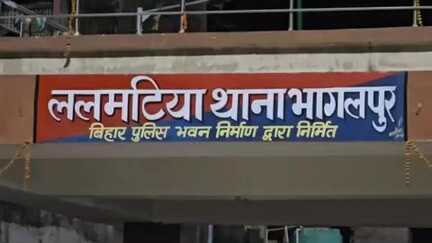 ललमटिया थाना भागलपुर
बिहार पुलिस भवन निर्माण द्वारा निर्मित